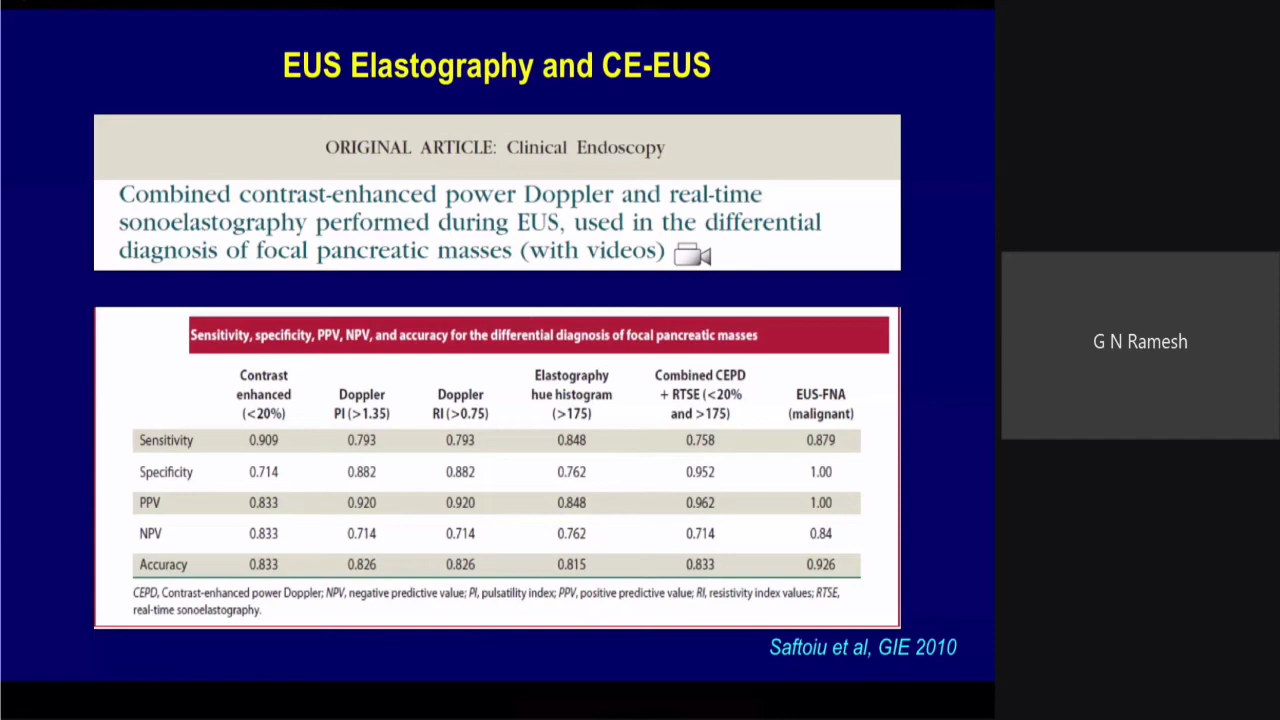 EUS Elastography and CE-EUS
ORIGINAL ARTICLE: Clinical Endoscopy
Combined contrast-enhanced power Doppler and real-time
sonoelastography performed during EUS, used in the differential
diagnosis of focal pancreatic masses (with videos)
Sensitivity, specificity, PPV, NPV, and accuracy for the differential diagnosis of focal pancreatic masses
Contrast enhanced (<20%) Doppler PI (>1.35) Doppler RI (>0.75) Elastography hue histogram (>175) Combined CEPD + RTSE (<20% and >175) EUS-FNA (malignant)
Sensitivity 0.909 0.793 0.793 0.848 0.758 0.879
Specificity 0.714 0.882 0.882 0.762 0.952 1.00
PPV 0.833 0.920 0.920 0.848 0.962 1.00
NPV 0.833 0.714 0.714 0.762 0.714 0.84
Accuracy 0.833 0.826 0.826 0.815 0.833 0.926
CEPD, Contrast-enhanced power Doppler; NPV, negative predictive value; PI, pulsatility index; PPV, positive predictive value; RI, resistivity index values; RTSE,
real-time sonoelastography.
Saftoiu et al, GIE 2010
G N Ramesh